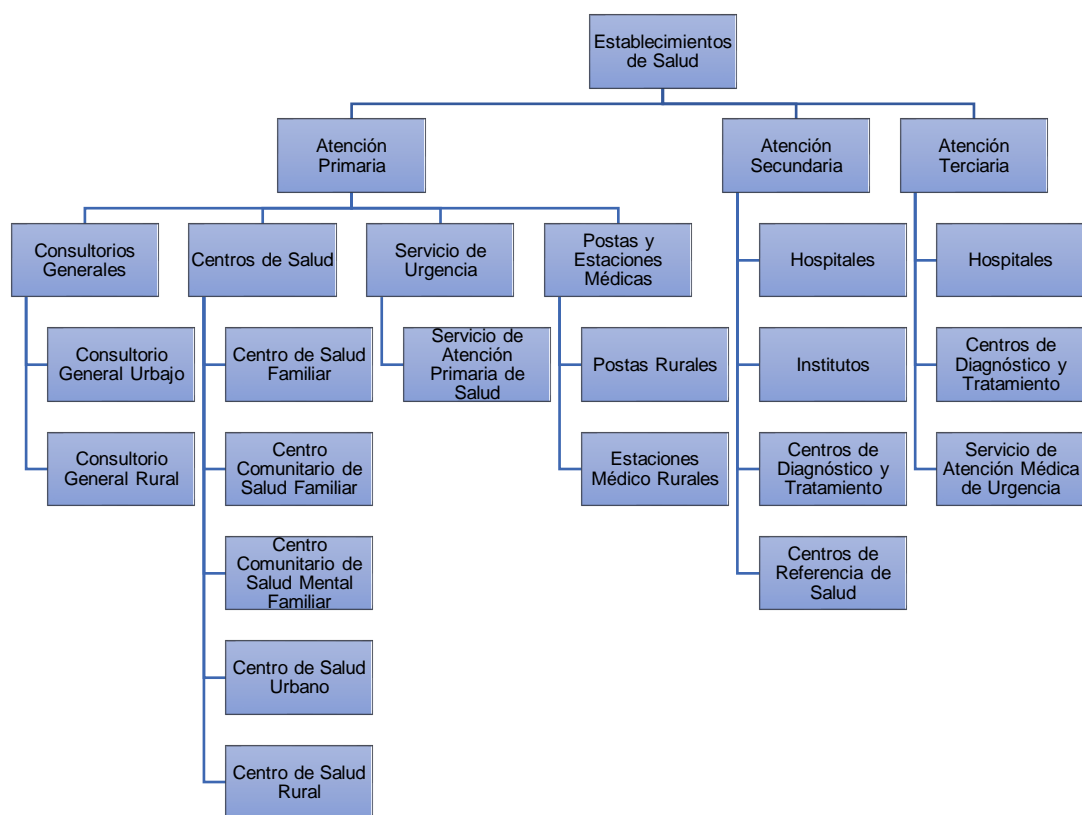 Establecimientos
de Salud
Atención
Primaria
Atención
Secundaria
Atención
Terciaria
Consultorios
Generales
Centros de Salud
Servicio de
Urgencia
Postas y
Estaciones
Médicas
Hospitales
Hospitales
Consultorio
General Urbajo
Centro de Salud
Familiar
Servicio de
Atención
Primaria de
Salud
Postas Rurales
Institutos
Centros de
Diagnóstico y
Tratamiento
Consultorio
General Rural
Centro
Comunitario de
Salud Familiar
Estaciones
Médico Rurales
Centros de
Diagnóstico y
Tratamiento
Servicio de
Atención Médica
de Urgencia
Centro
Comunitario de
Salud Mental
Familiar
Centros de
Referencia de
Salud
Centro de Salud
Urbano
Centro de Salud
Rural